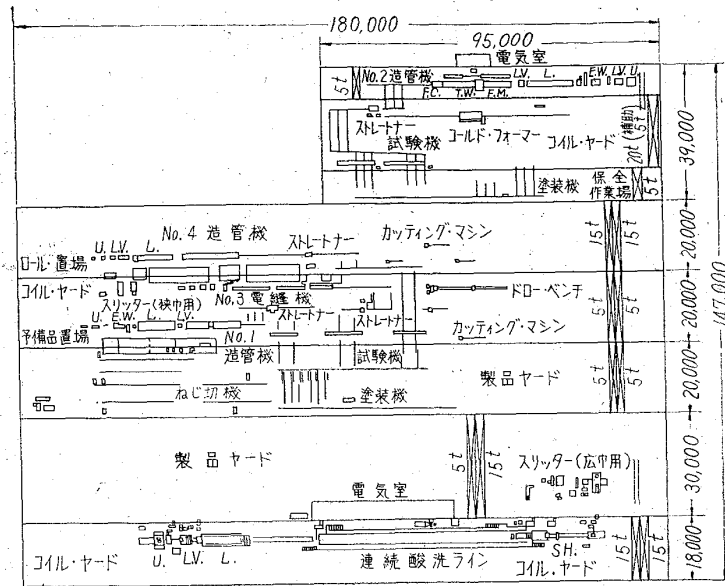 180,000
95,000
電気室
5t
No.2造管機
L.V. L.
E.W. L.V. U.
F.C. T.W. F.M.
ストレートナー
試験機
コールド・フォーマー
コイル・ヤード
20t(補助)
5t
39,000
塗装機
保全
作業場
5t
No.4 造管機
U. L.V. L.
ストレートナー
カッティング・マシン
15t
15t
20,000
ロール・置場
コイル・ヤード
スリッター(狭巾用)
No.3電縫機
ドロー・ベンチ
U. E.W. L. L.V.
ストレートナー
ストレートナー
カッティング・マシン
5t
5t
20,000
予備品置場
No.1
造管機
試験機
製品ヤード
ねじ切機
塗装機
5t
5t
20,000
147,000
製品ヤード
5t
15t
スリッター(広巾用)
30,000
電気室
コイル・ヤード
U. L.V. L.
連続酸洗ライン
SH.
コイル・ヤード
15t
15t
18,000